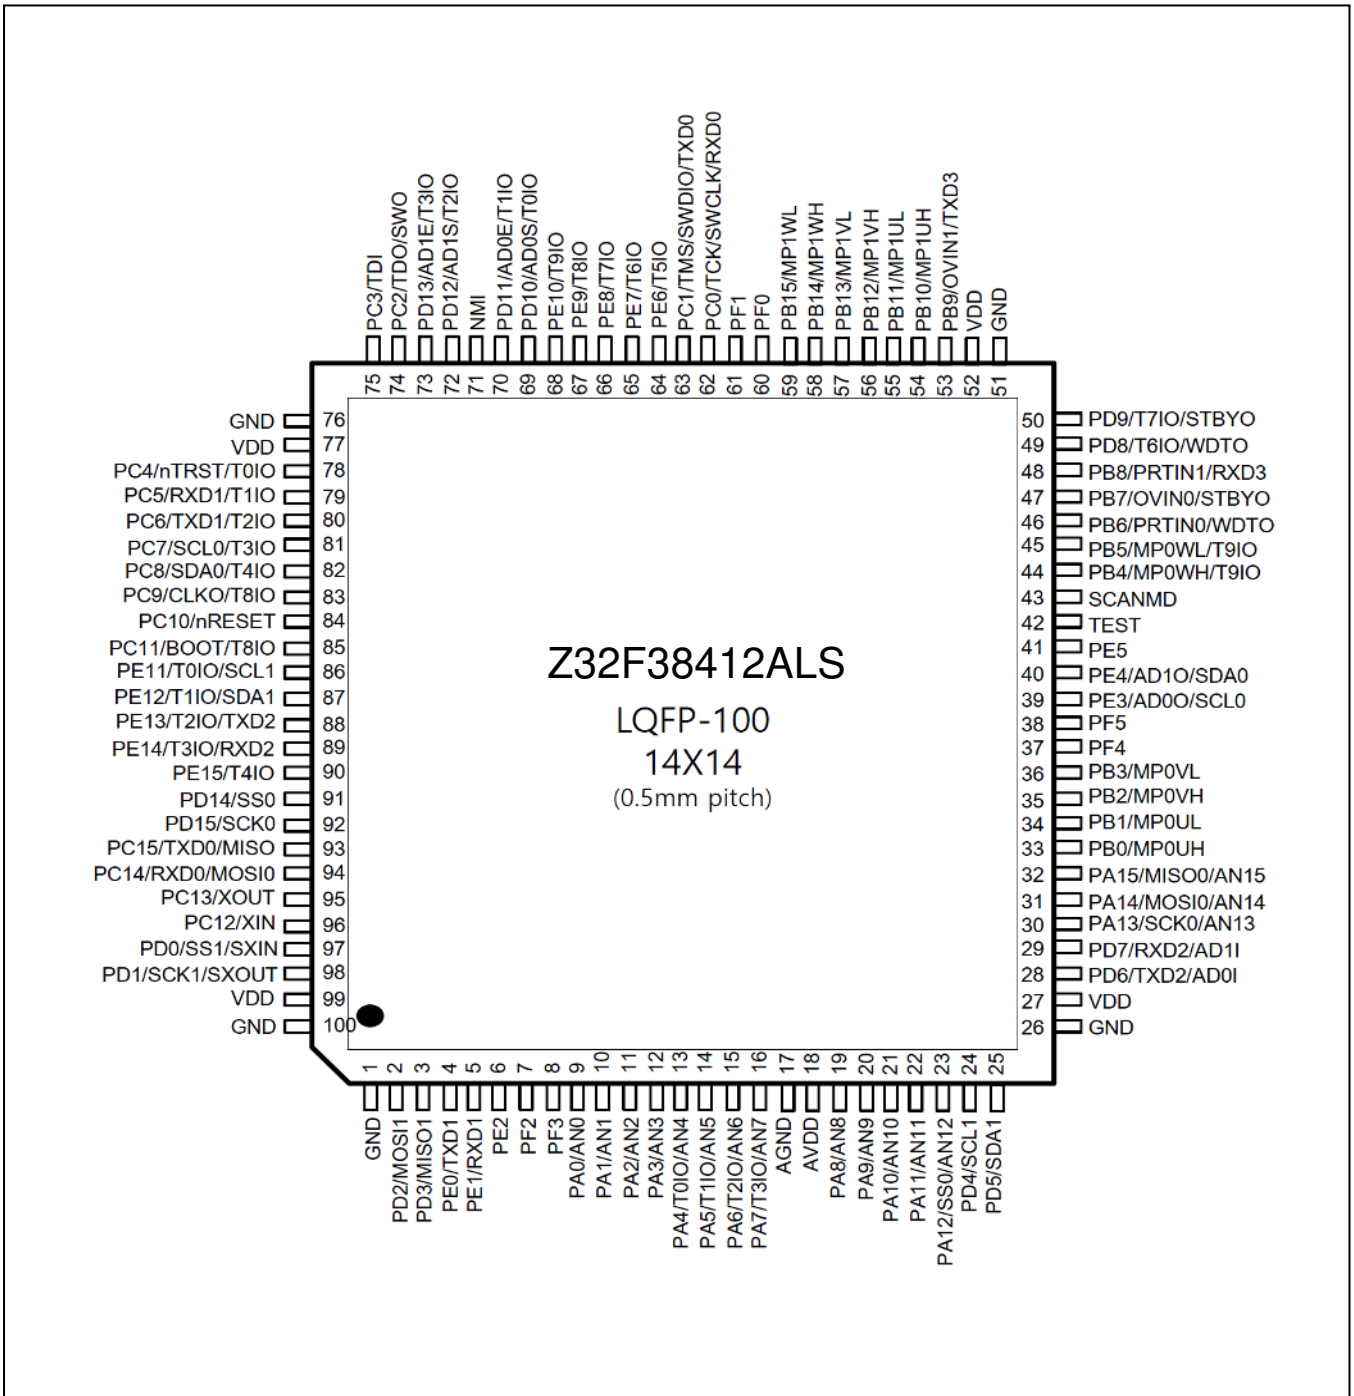 PC3/TDI
PC2/TDO/SWO
PD13/AD1E/T3IO
PD12/AD1S/T2IO
NMI
PD11/AD0E/T1IO
PD10/AD0S/T0IO
PE10/T9IO
PE9/T8IO
PE8/T7IO
PE7/T6IO
PE6/T5IO
PC1/TMS/SWDIO/TXD0
PC0/TCK/SWCLK/RXD0
PF1
PF0
PB15/MP1WL
PB14/MP1WH
PB13/MP1VL
PB12/MP1VH
PB11/MP1UL
PB10/MP1UH
PB9/OVIN1/TXD3
VDD
GND
75 74 73 72 71 70 69 68 67 66 65 64 63 62 61 60 59 58 57 56 55 54 53 52 51
GND 76
VDD 77
PC4/nTRST/T0IO 78
PC5/RXD1/T1IO 79
PC6/TXD1/T2IO 80
PC7/SCL0/T3IO 81
PC8/SDA0/T4IO 82
PC9/CLKO/T8IO 83
PC10/nRESET 84
PC11/BOOT/T8IO 85
PE11/T0IO/SCL1 86
PE12/T1IO/SDA1 87
PE13/T2IO/TXD2 88
PE14/T3IO/RXD2 89
PE15/T4IO 90
PD14/SS0 91
PD15/SCK0 92
PC15/TXD0/MISO 93
PC14/RXD0/MOSI0 94
PC13/XOUT 95
PC12/XIN 96
PD0/SS1/SXIN 97
PD1/SCK1/SXOUT 98
VDD 99
GND 100
Z32F38412ALS
LQFP-100
14X14
(0.5mm pitch)
50 PD9/T7IO/STBYO
49 PD8/T6IO/WDTO
48 PB8/PRTIN1/RXD3
47 PB7/OVIN0/STBYO
46 PB6/PRTIN0/WDTO
45 PB5/MP0WL/T9IO
44 PB4/MP0WH/T9IO
43 SCANMD
42 TEST
41 PE5
40 PE4/AD1O/SDA0
39 PE3/AD0O/SCL0
38 PF5
37 PF4
36 PB3/MP0VL
35 PB2/MP0VH
34 PB1/MP0UL
33 PB0/MP0UH
32 PA15/MISO0/AN15
31 PA14/MOSI0/AN14
30 PA13/SCK0/AN13
29 PD7/RXD2/AD1I
28 PD6/TXD2/AD0I
27 VDD
26 GND
1 2 3 4 5 6 7 8 9 10 11 12 13 14 15 16 17 18 19 20 21 22 23 24 25
GND
PD2/MOSI1
PD3/MISO1
PE0/TXD1
PE1/RXD1
PE2
PF2
PF3
PA0/AN0
PA1/AN1
PA2/AN2
PA3/AN3
PA4/T0IO/AN4
PA5/T1IO/AN5
PA6/T2IO/AN6
PA7/T3IO/AN7
AGND
AVDD
PA8/AN8
PA9/AN9
PA10/AN10
PA11/AN11
PA12/SS0/AN12
PD4/SCL1
PD5/SDA1